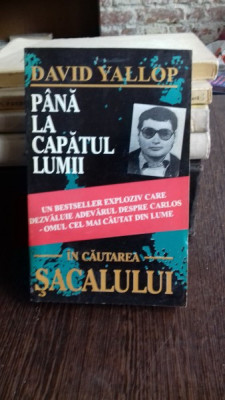 DAVID YALLOP
PÂNĂ
LA
CAPĂTUL
LUMII
UN BESTSELLER EXPLOZIV CARE
DEZVĂLUIE ADEVĂRUL DESPRE CARLOS
- OMUL CEL MAI CĂUTAT DIN LUME
ÎN CĂUTAREA
ȘACALULUI